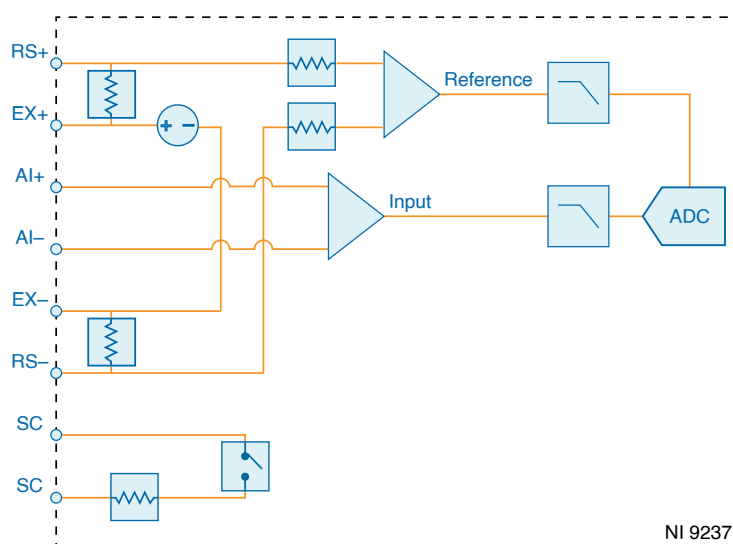 RS+
EX+
+ −
Reference
AI+
Input
ADC
AI–
EX–
RS–
SC
SC
NI 9237